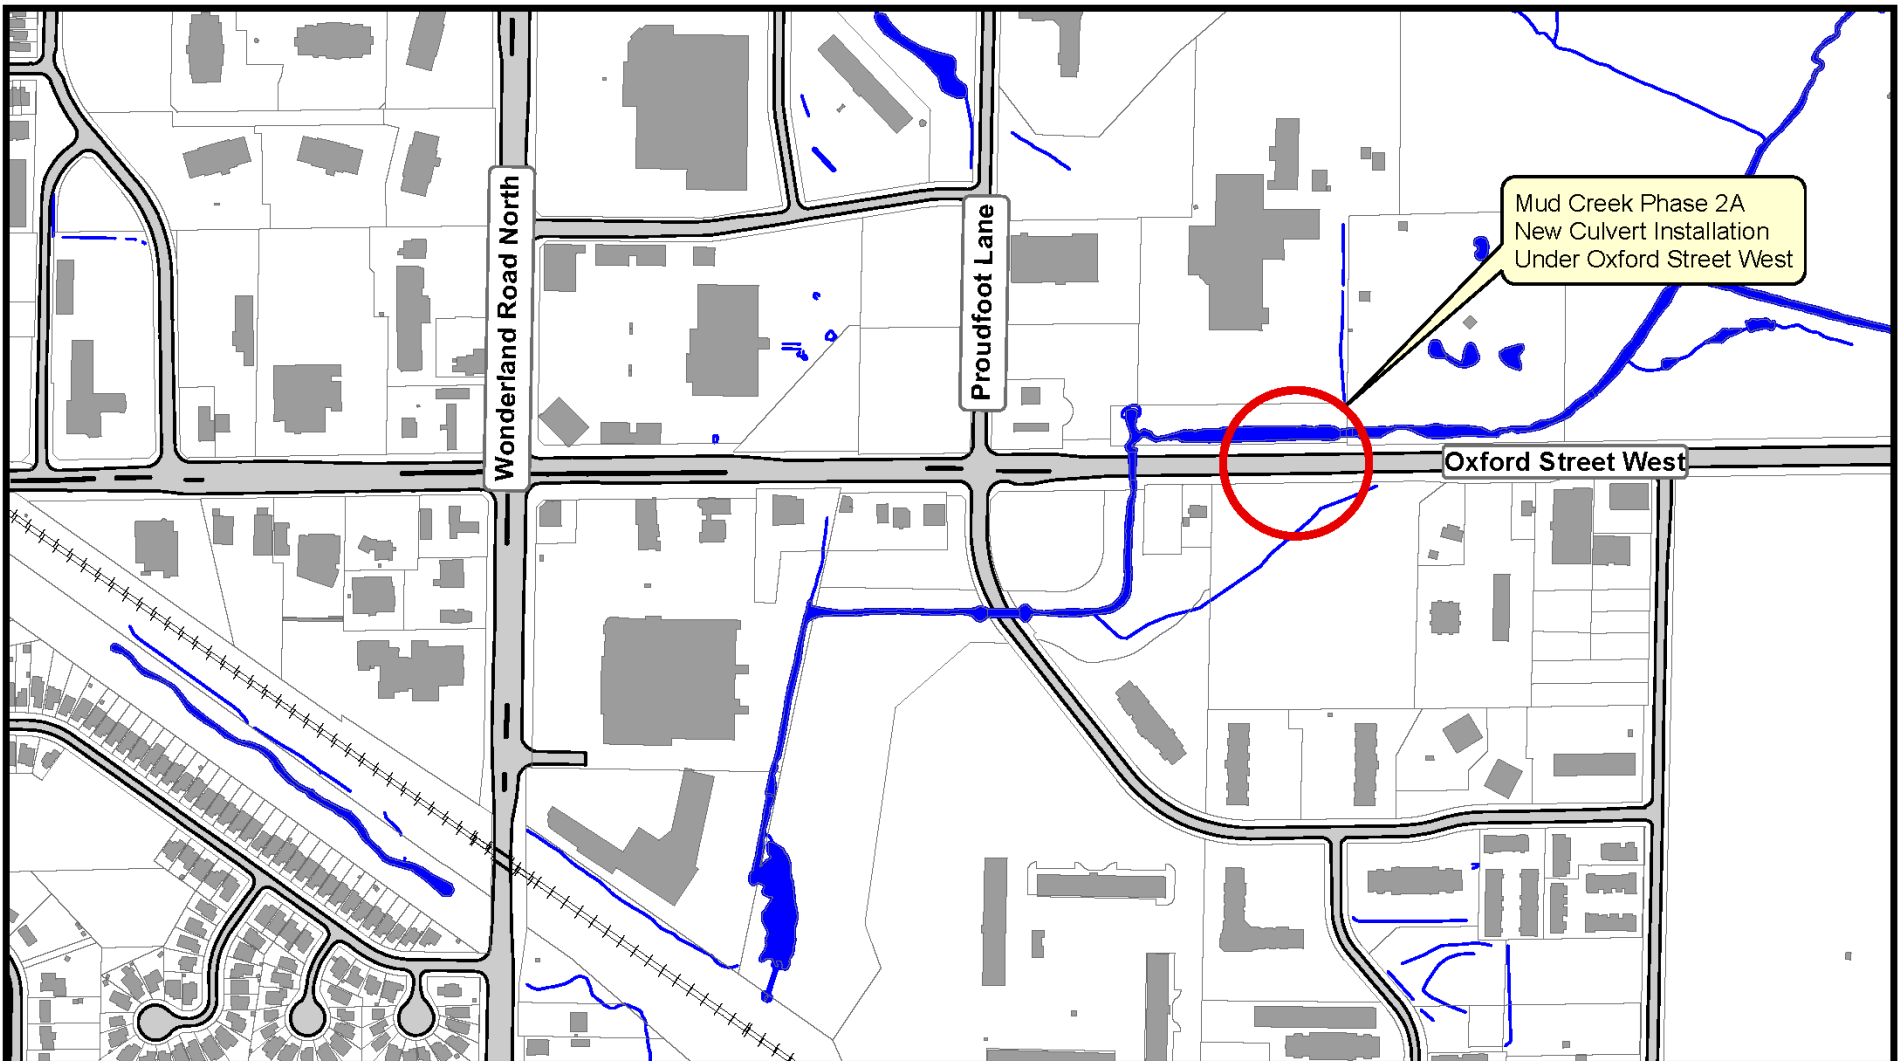 Wonderland Road North
Proudfoot Lane
Mud Creek Phase 2A
New Culvert Installation
Under Oxford Street West
Oxford Street West